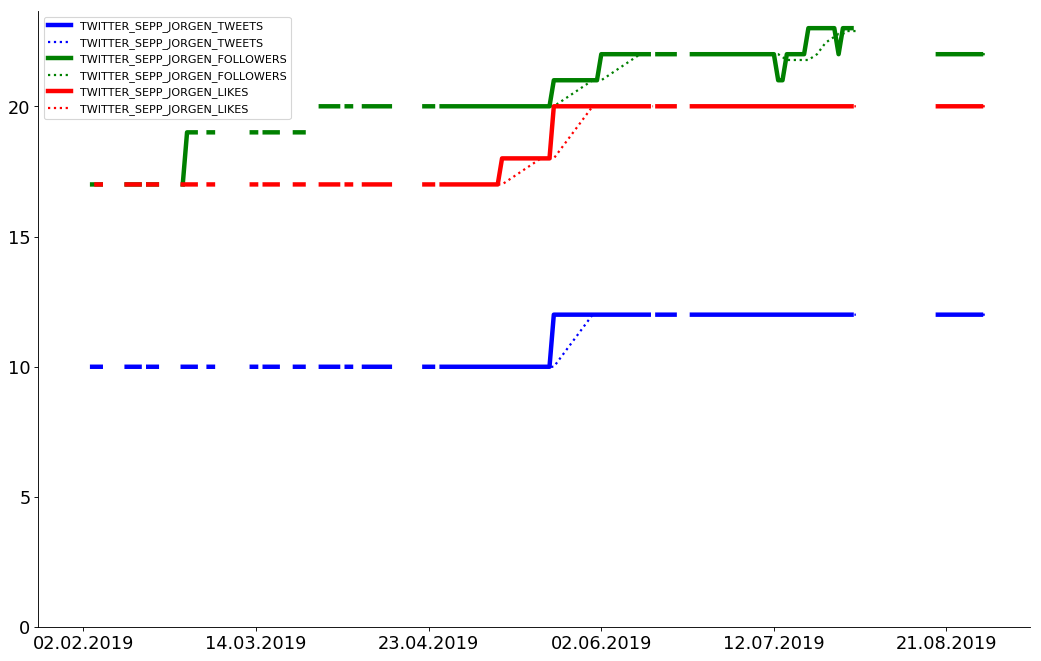 TWITTER_SEPP_JORGEN_TWEETS
TWITTER_SEPP_JORGEN_TWEETS
TWITTER_SEPP_JORGEN_FOLLOWERS
TWITTER_SEPP_JORGEN_FOLLOWERS
TWITTER_SEPP_JORGEN_LIKES
TWITTER_SEPP_JORGEN_LIKES
20
15
10
5
0
02.02.2019 14.03.2019 23.04.2019 02.06.2019 12.07.2019 21.08.2019